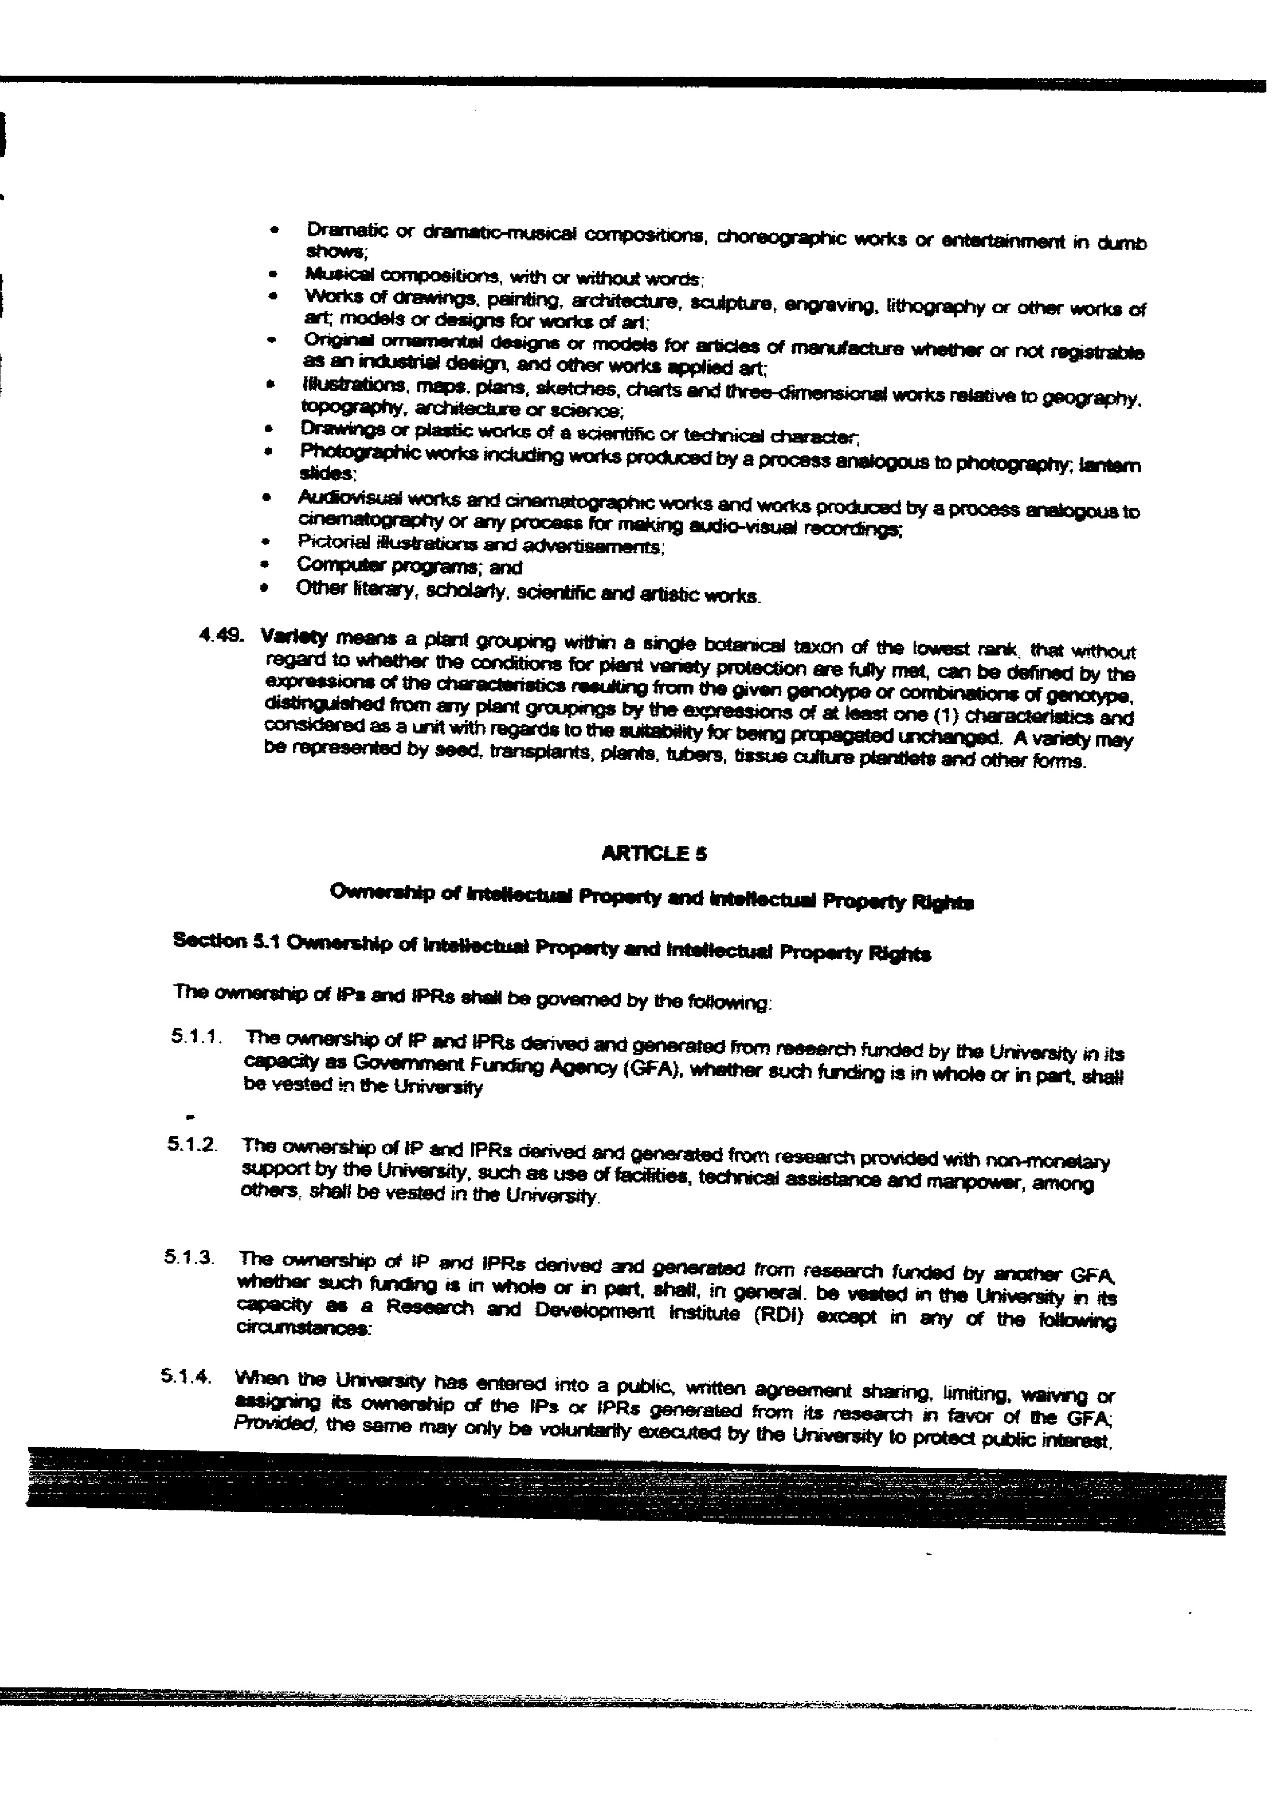 • Dramatic or dramatic-musical compositions, choreographic works or entertainment in dumb
shows;
• Musical compositions, with or without words;
• Works of drawings, painting, architecture, sculpture, engraving, lithography or other works of
art; models or designs for works of art;
• Original ornamental designs or models for articles of manufacture whether or not registrable
as an industrial design, and other works applied art;
• Illustrations, maps, plans, sketches, charts and three-dimensional works relative to geography,
topography, architecture or science;
• Drawings or plastic works of a scientific or technical character;
• Photographic works including works produced by a process analogous to photography; lantern
slides;
• Audiovisual works and cinematographic works and works produced by a process analogous to
cinematography or any process for making audio-visual recordings;
• Pictorial illustrations and advertisements;
• Computer programs; and
• Other literary, scholarly, scientific and artistic works.
4.49. Variety means a plant grouping within a single botanical taxon of the lowest rank, that without
regard to whether the conditions for plant variety protection are fully met, can be defined by the
expressions of the characteristics resulting from the given genotype or combinations of genotype,
distinguished from any plant groupings by the expressions of at least one (1) characteristics and
considered as a unit with regards to the suitability for being propagated unchanged. A variety may
be represented by seed, transplants, plants, tubers, tissue culture plantlets and other forms.
ARTICLE 5
Ownership of Intellectual Property and Intellectual Property Rights
Section 5.1 Ownership of Intellectual Property and Intellectual Property Rights
The ownership of IPs and IPRs shall be governed by the following:
5.1.1. The ownership of IP and IPRs derived and generated from research funded by the University in its
capacity as Government Funding Agency (GFA), whether such funding is in whole or in part, shall
be vested in the University
5.1.2. The ownership of IP and IPRs derived and generated from research provided with non-monetary
support by the University, such as use of facilities, technical assistance and manpower, among
others, shall be vested in the University.
5.1.3. The ownership of IP and IPRs derived and generated from research funded by another GFA,
whether such funding is in whole or in part, shall, in general, be vested in the University in its
capacity as a Research and Development Institute (RDI) except in any of the following
circumstances:
5.1.4. When the University has entered into a public, written agreement sharing, limiting, waiving or
assigning its ownership of the IPs or IPRs generated from its research in favor of the GFA;
Provided, the same may only be voluntarily executed by the University to protect public interest,